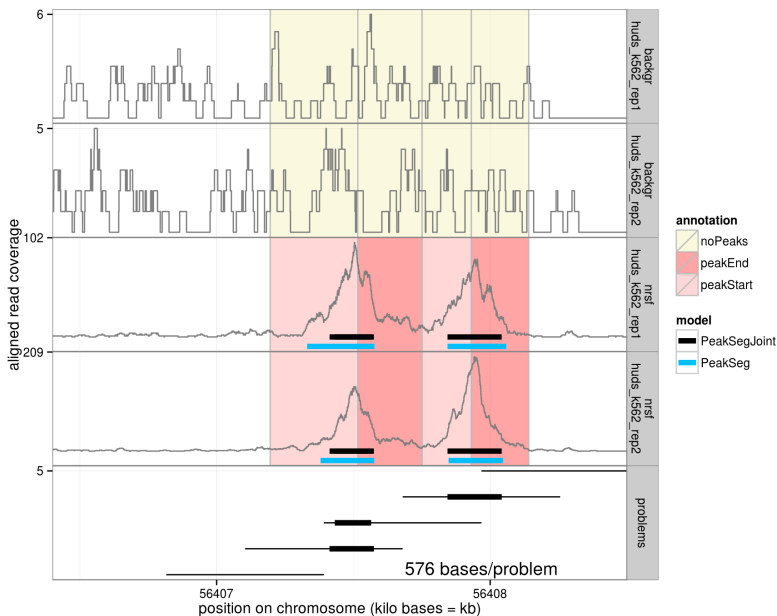 6
backgr
huds_k562_rep1
5
backgr
huds_k562_rep2
102
nrsf
huds_k562_rep1
209
nrsf
huds_k562_rep2
5
problems
576 bases/problem
56407
56408
position on chromosome (kilo bases = kb)
aligned read coverage
annotation
noPeaks
peakEnd
peakStart
model
PeakSegJoint
PeakSeg